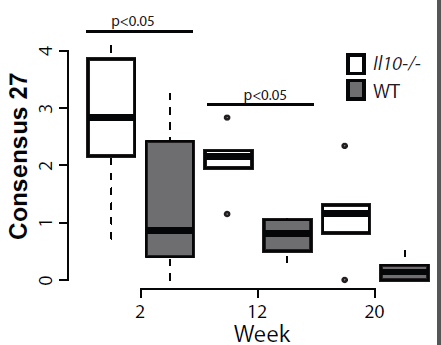 p<0.05
Il10-/-
WT
p<0.05
Consensus 27
4
3
2
1
0
2 12 20
Week